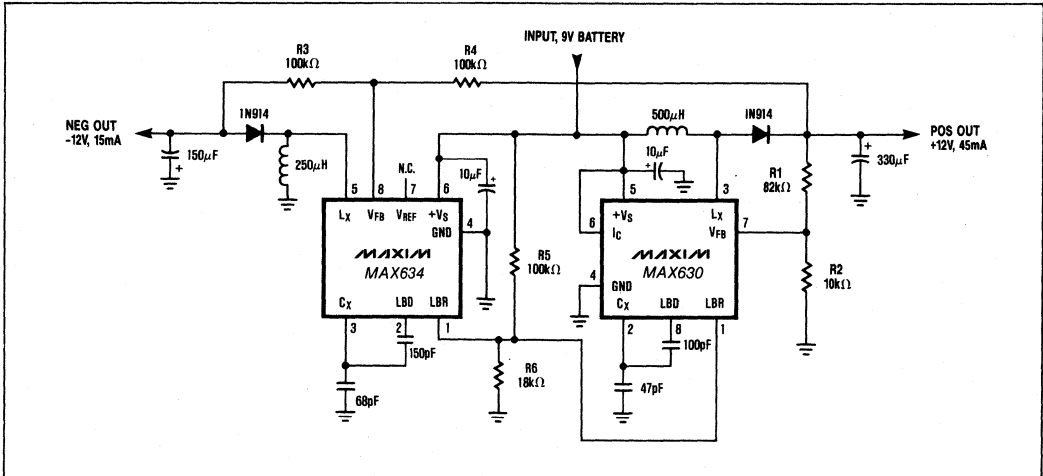 INPUT, 9V BATTERY
R3
100kΩ
R4
100kΩ
NEG OUT
−12V, 15mA
1N914
150µF
+
250µH
500µH
1N914
POS OUT
+12V, 45mA
+
330µF
R1
82kΩ
R2
10kΩ
N.C.
10µF
+
10µF
+
5
8
7
6
LX
VFB
VREF
+VS
GND
4
MAXIM
MAX634
CX
LBD
LBR
3
2
1
150pF
68pF
R5
100kΩ
R6
18kΩ
5
3
+VS
LX
6
IC
VFB
7
MAXIM
MAX630
4
GND
CX
LBD
LBR
2
8
1
100pF
47pF